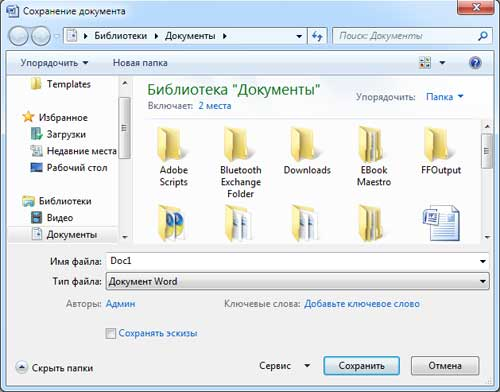 Сохранение документа
Библиотеки ▸ Документы ▸
Поиск: Документы
Упорядочить
Новая папка
Templates
Избранное
Загрузки
Недавние места
Рабочий стол
Библиотеки
Видео
Документы
Библиотека "Документы"
Включает: 2 места
Упорядочить: Папка
Adobe Scripts
Bluetooth Exchange Folder
Downloads
EBook Maestro
FFOutput
Имя файла: Doc1
Тип файла: Документ Word
Авторы: Админ
Ключевые слова: Добавьте ключевое слово
Сохранять эскизы
Скрыть папки
Сервис
Сохранить
Отмена